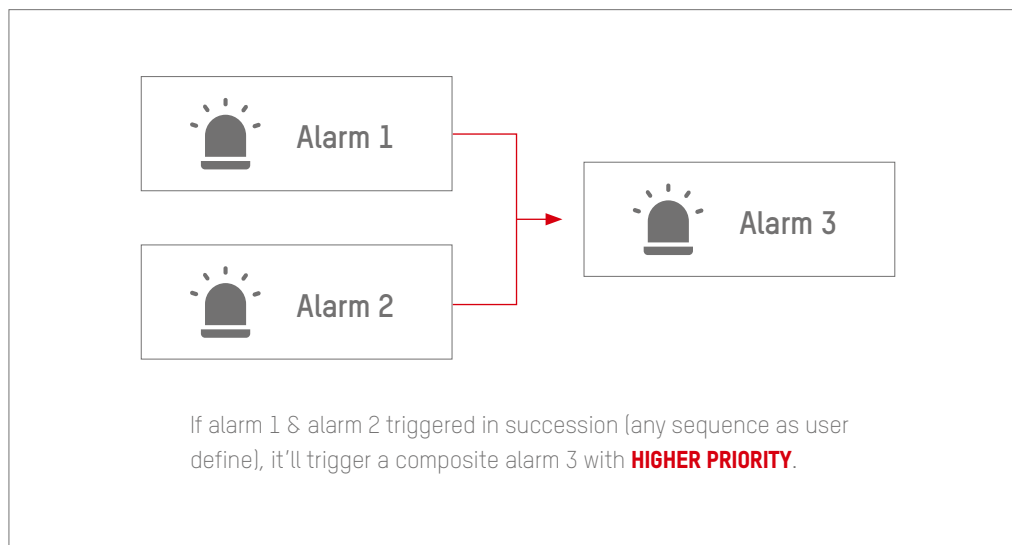 Alarm 1
Alarm 3
Alarm 2
If alarm 1 & alarm 2 triggered in succession (any sequence as user
define), it'll trigger a composite alarm 3 with HIGHER PRIORITY.